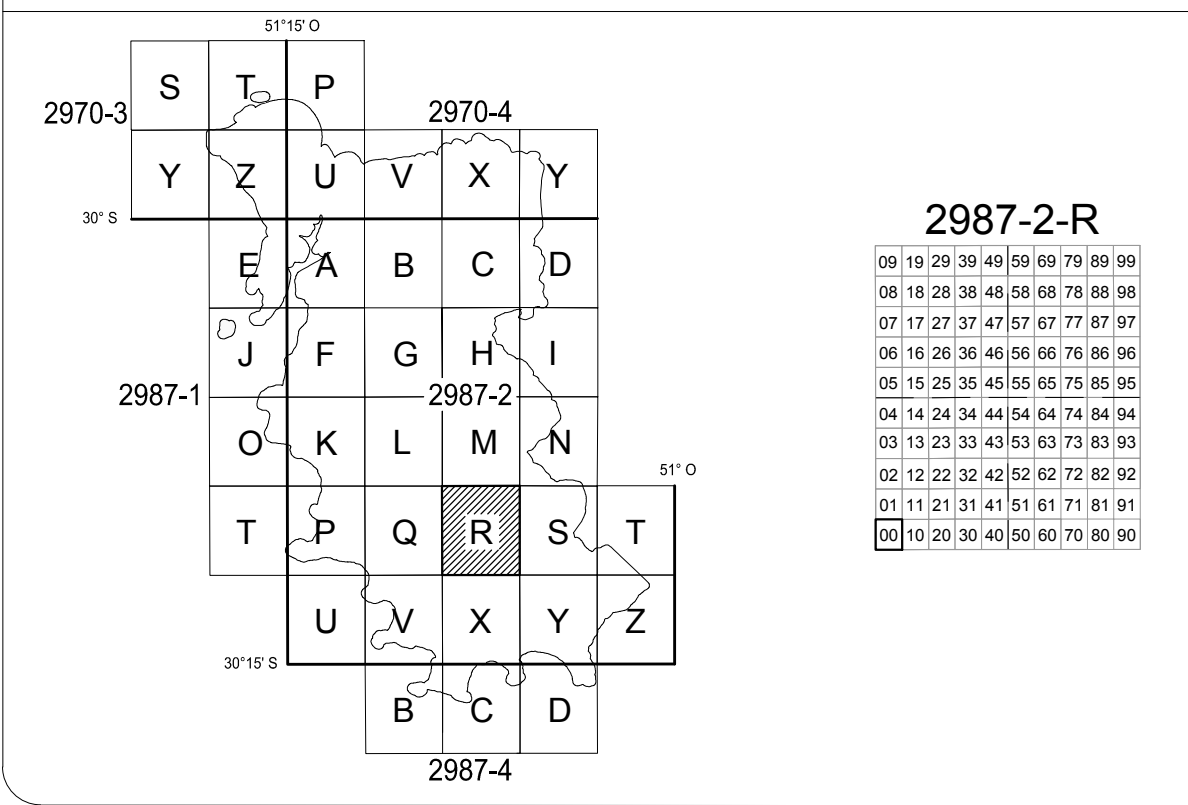 51°15' O
S T P
2970-3 2970-4
Y Z U V X Y
30° S
E A B C D
J F G H I
2987-1 2987-2
O K L M N
51° O
T P Q R S T
U V X Y Z
30°15' S
B C D
2987-4
2987-2-R
09 19 29 39 49 59 69 79 89 99
08 18 28 38 48 58 68 78 88 98
07 17 27 37 47 57 67 77 87 97
06 16 26 36 46 56 66 76 86 96
05 15 25 35 45 55 65 75 85 95
04 14 24 34 44 54 64 74 84 94
03 13 23 33 43 53 63 73 83 93
02 12 22 32 42 52 62 72 82 92
01 11 21 31 41 51 61 71 81 91
00 10 20 30 40 50 60 70 80 90